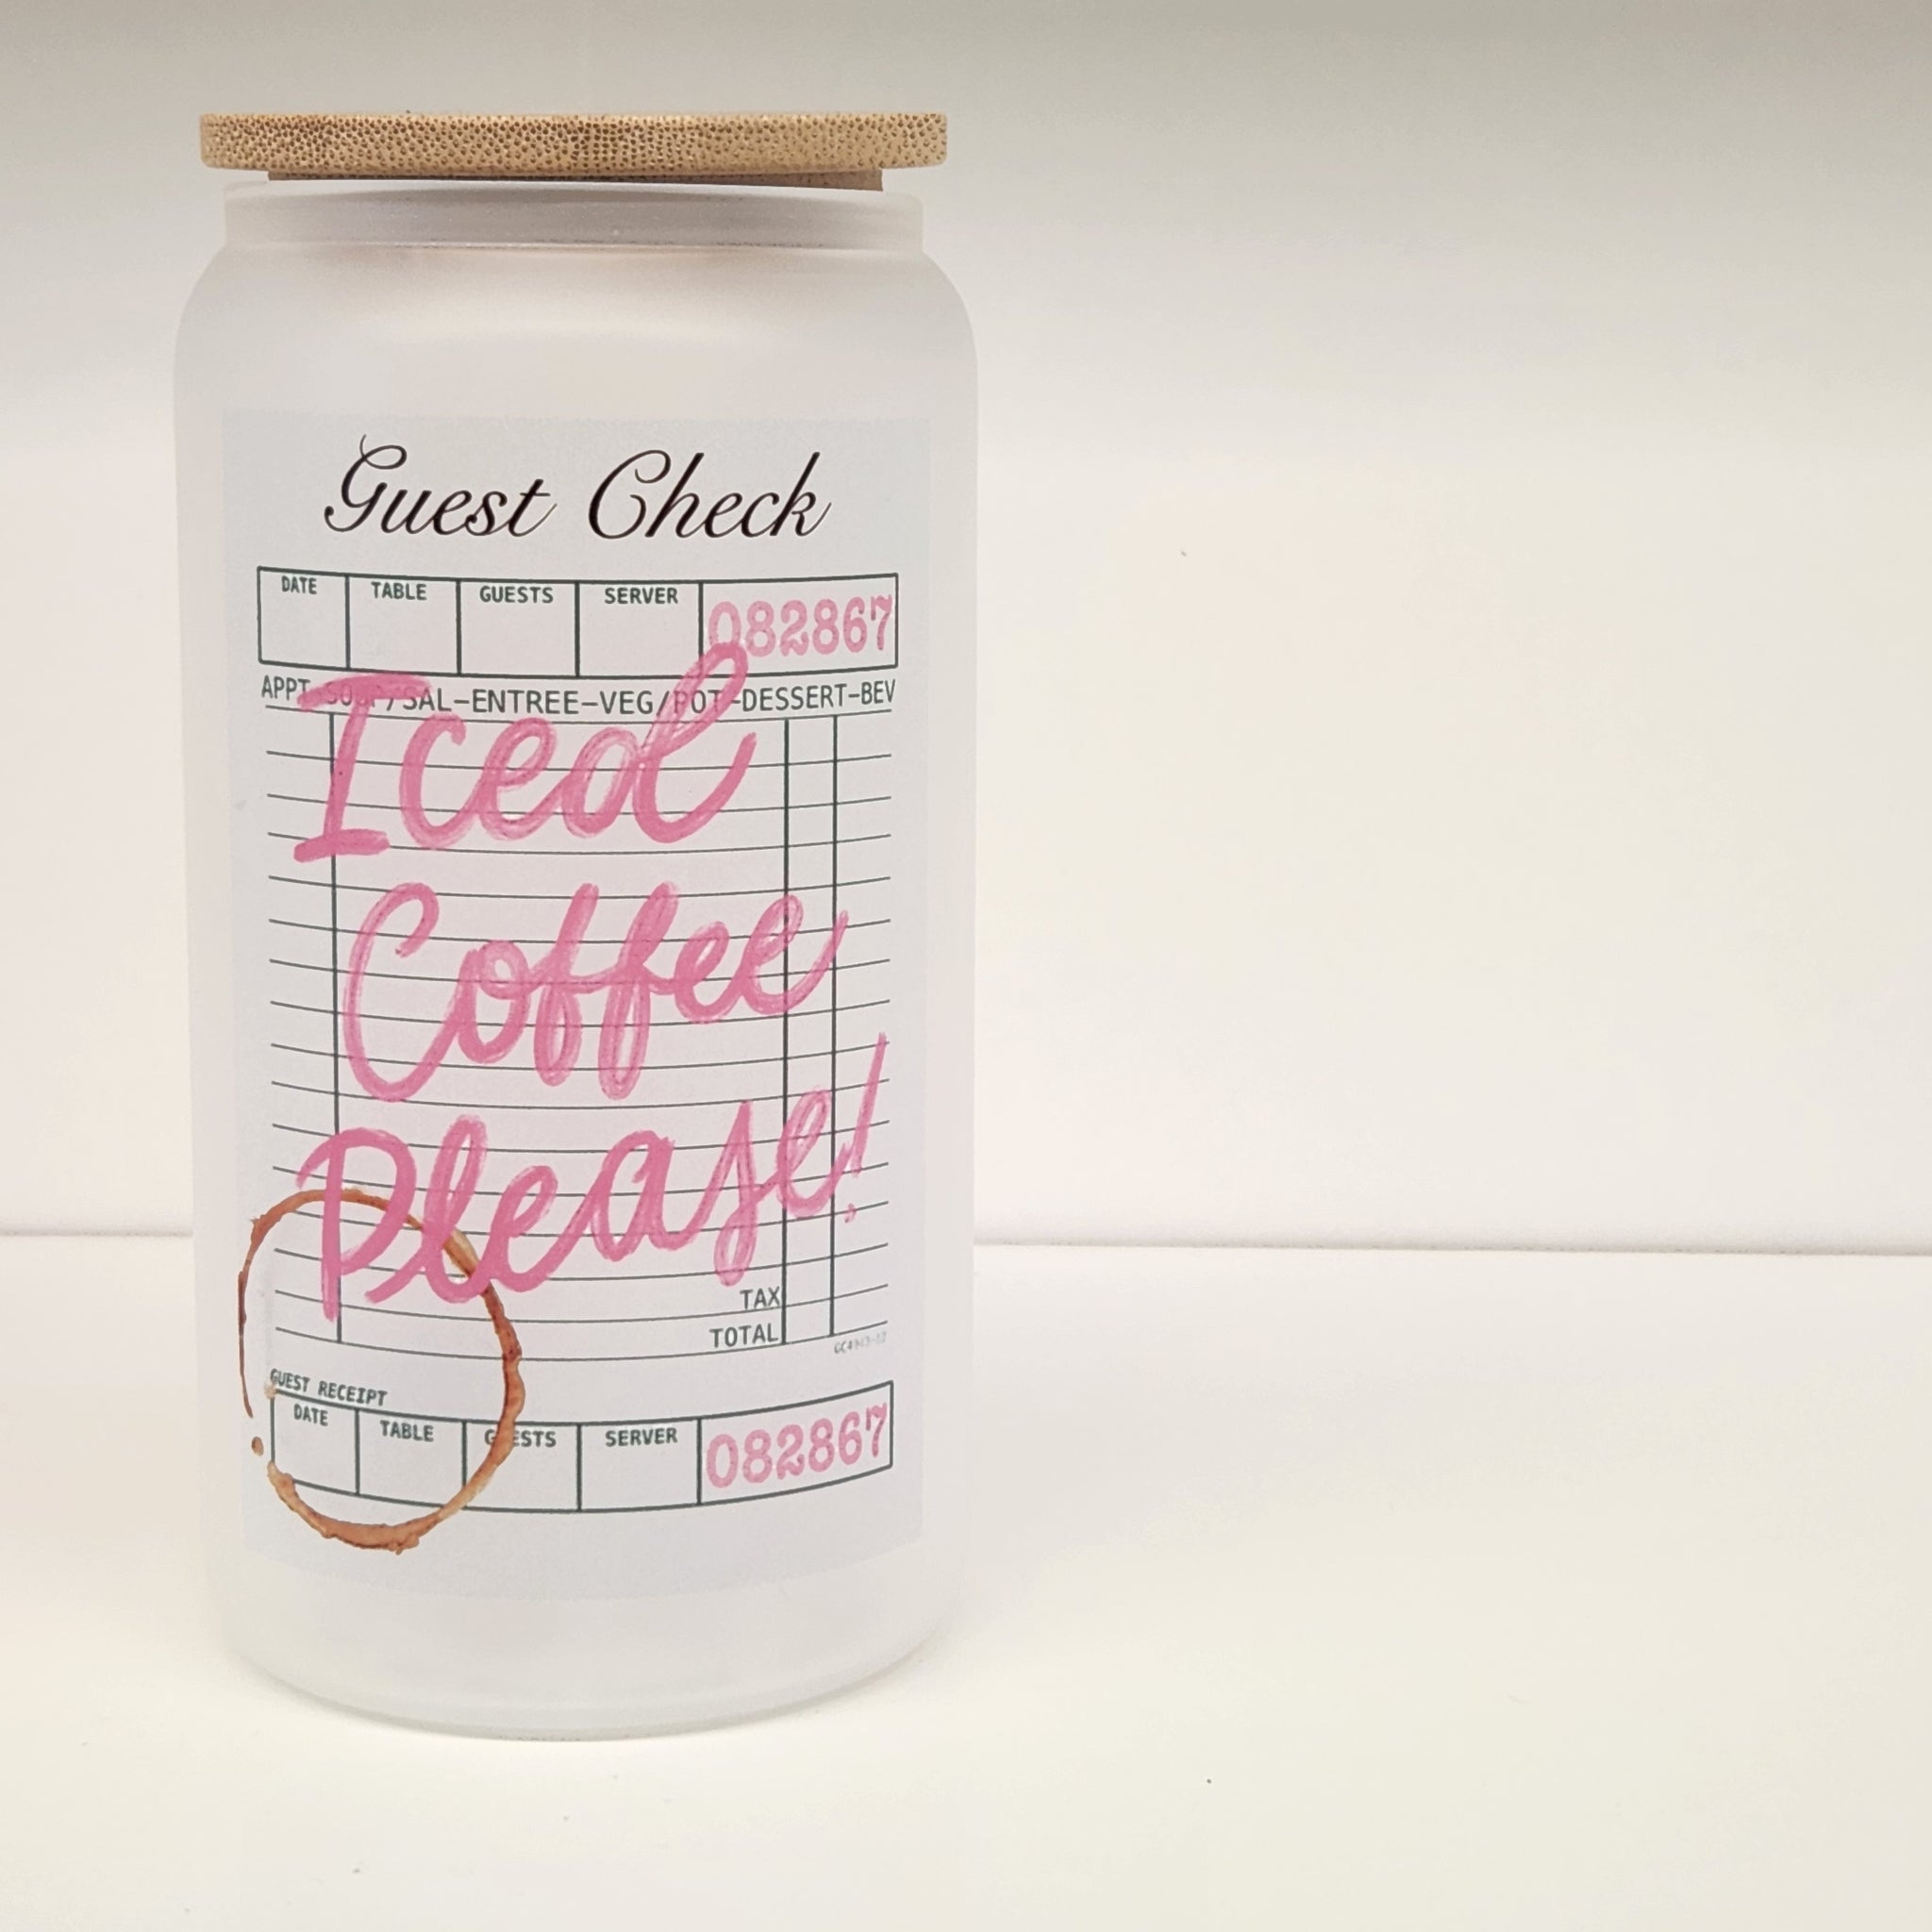 Guest Check
DATE TABLE GUESTS SERVER 082867
APPT-SOUP/SAL-ENTREE-VEG/POT-DESSERT-BEV
Iced
Coffee
Please!
TAX
TOTAL
GUEST RECEIPT
DATE TABLE GUESTS SERVER 082867